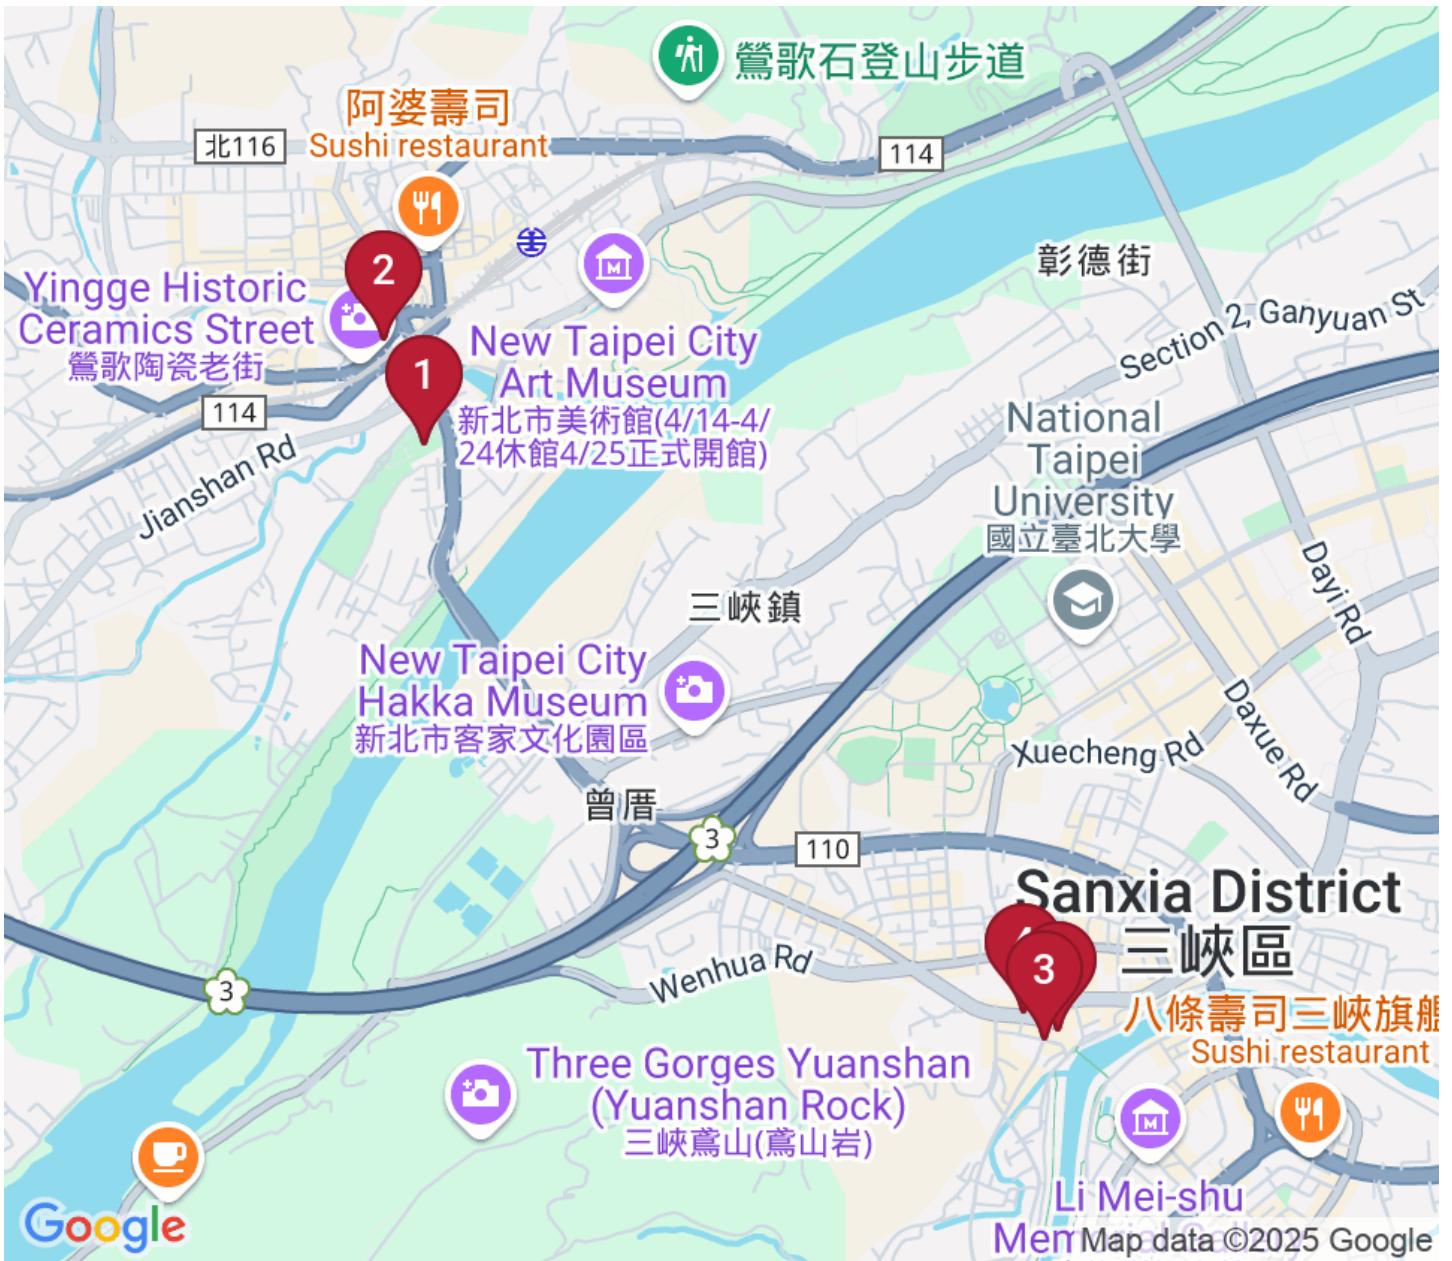 鶯歌石登山步道
阿婆壽司
Sushi restaurant
北116
114
2
Yingge Historic
Ceramics Street
鶯歌陶瓷老街
彰德街
Section 2, Ganyuan St
1
New Taipei City
Art Museum
新北市美術館(4/14-4/
24休館4/25正式開館)
114
Jianshan Rd
National
Taipei
University
國立臺北大學
Dayi Rd
三峽鎮
New Taipei City
Hakka Museum
新北市客家文化園區
Daxue Rd
Xuecheng Rd
曾厝
3
110
Sanxia District
三峽區
3
Wenhua Rd
3
八條壽司三峽旗艦
Sushi restaurant
Three Gorges Yuanshan
(Yuanshan Rock)
三峽鳶山(鳶山岩)
Li Mei-shu
Memorial Gallery
Google
Map data ©2025 Google